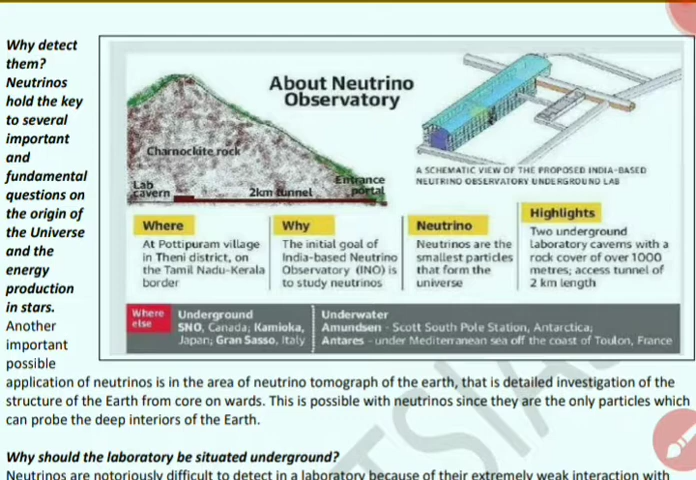 Why detect
them?
Neutrinos
hold the key
to several
important
and
fundamental
questions on
the origin of
the Universe
and the
energy
production
in stars.
Another
important
possible
About Neutrino
Observatory
Charnockite rock
Lab
cavern
2km tunnel
Entrance
portal
A SCHEMATIC VIEW OF THE PROPOSED INDIA-BASED
NEUTRINO OBSERVATORY UNDERGROUND LAB
Where
At Pottipuram village
in Theni district, on
the Tamil Nadu-Kerala
border
Why
The initial goal of
India-based Neutrino
Observatory (INO) is
to study neutrinos
Neutrino
Neutrinos are the
smallest particles
that form the
universe
Highlights
Two underground
laboratory caverns with a
rock cover of over 1000
metres; access tunnel of
2 km length
Where
else
Underground
SNO, Canada; Kamioka,
Japan; Gran Sasso, Italy
Underwater
Amundsen - Scott South Pole Station, Antarctica;
Antares - under Mediterranean sea off the coast of Toulon, France
application of neutrinos is in the area of neutrino tomograph of the earth, that is detailed investigation of the
structure of the Earth from core on wards. This is possible with neutrinos since they are the only particles which
can probe the deep interiors of the Earth.
Why should the laboratory be situated underground?
Neutrinos are notoriously difficult to detect in a laboratory because of their extremely weak interaction with